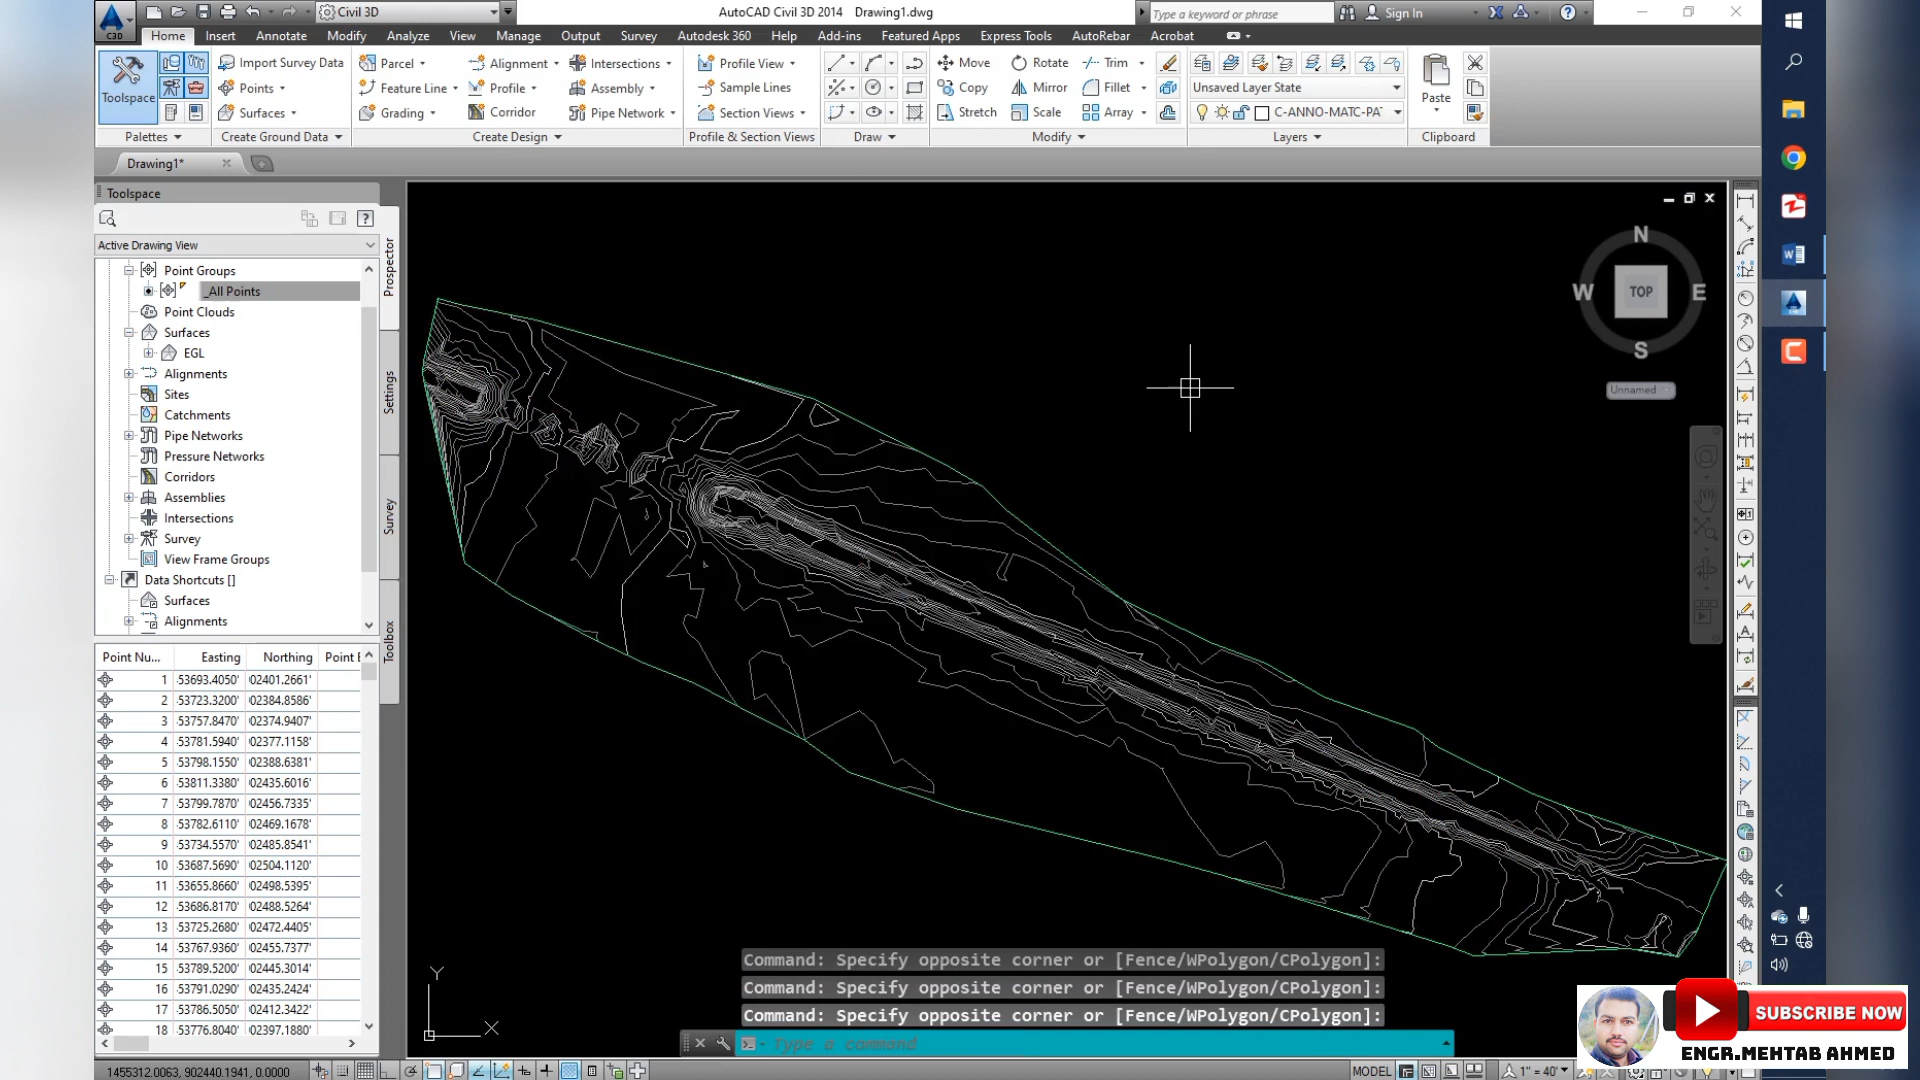 Civil 3D
AutoCAD Civil 3D 2014 Drawing1.dwg
Type a keyword or phrase
Sign In
C3D
Home Insert Annotate Modify Analyze View Manage Output Survey Autodesk 360 Help Add-ins Featured Apps Express Tools AutoRebar Acrobat
Toolspace
Import Survey Data
Points
Surfaces
Parcel
Feature Line
Grading
Alignment
Profile
Corridor
Intersections
Assembly
Pipe Network
Profile View
Sample Lines
Section Views
Move
Copy
Stretch
Rotate
Mirror
Scale
Trim
Fillet
Array
Unsaved Layer State
C-ANNO-MATC-PA
Paste
Palettes
Create Ground Data
Create Design
Profile & Section Views
Draw
Modify
Layers
Clipboard
Drawing1*
Toolspace
Active Drawing View
Point Groups
_All Points
Point Clouds
Surfaces
EGL
Alignments
Sites
Catchments
Pipe Networks
Pressure Networks
Corridors
Assemblies
Intersections
Survey
View Frame Groups
Data Shortcuts []
Surfaces
Alignments
Prospector
Settings
Survey
Toolbox
Point Nu... Easting Northing Point E
1 53693.4050' 02401.2661'
2 53723.3200' 02384.8586'
3 53757.8470' 02374.9407'
4 53781.5940' 02377.1158'
5 53798.1550' 02388.6381'
6 53811.3380' 02435.6016'
7 53799.7870' 02456.7335'
8 53782.6110' 02469.1678'
9 53734.5570' 02485.8541'
10 53687.5690' 02504.1120'
11 53655.8660' 02498.5395'
12 53686.8170' 02488.5264'
13 53725.2680' 02472.4405'
14 53767.9360' 02455.7377'
15 53789.5200' 02445.3014'
16 53791.0290' 02435.2424'
17 53786.5050' 02412.3422'
18 53776.8040' 02397.1880'
N
W TOP E
S
Unnamed
Y
X
Command: Specify opposite corner or [Fence/WPolygon/CPolygon]:
Command: Specify opposite corner or [Fence/WPolygon/CPolygon]:
Command: Specify opposite corner or [Fence/WPolygon/CPolygon]:
Type a command
1455312.0063, 902440.1941, 0.0000
MODEL
1" = 40'
SUBSCRIBE NOW
ENGR.MEHTAB AHMED